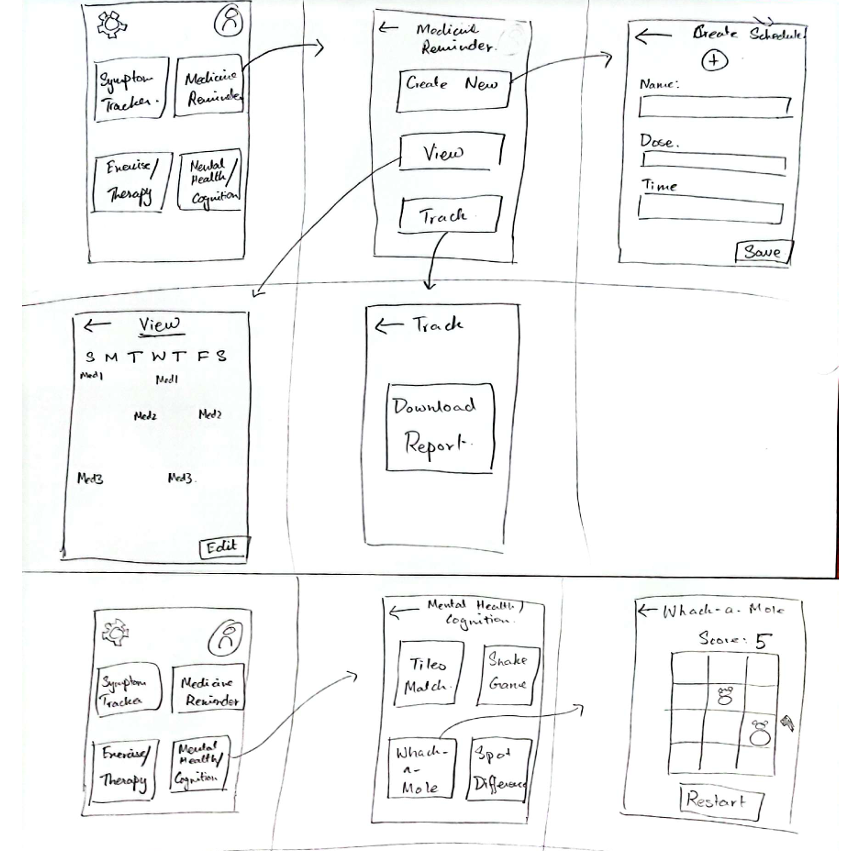 Symptom
Tracker.
Medicine
Reminder
Exercise/
Therapy
Mental
Health/
Cognition
Medicine
Reminder.
Create New
View
Track.
Create Schedule
+
Name:
Dose.
Time
Save
View
S M T W T F S
Med1
Med1
Med2
Med2
Med3
Med3.
Edit
Track
Download
Report.
Symptom
Tracker
Medicine
Reminder
Exercise/
Therapy
Mental
Health/
Cognition
Mental Health/
Cognition.
Tiles
Match.
Snake
Game
Whack-
a-
Mole
Spot
Difference
Whack-a-Mole
Score: 5
Restart